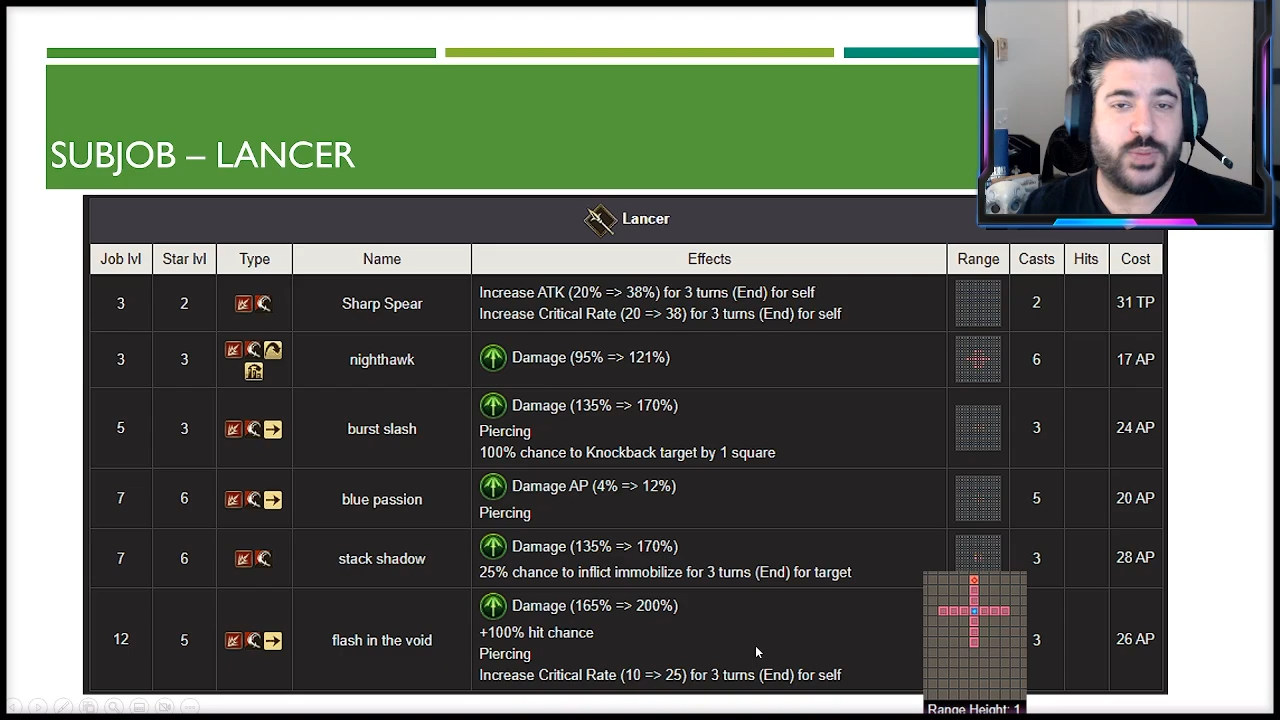 SUBJOB – LANCER
Lancer
Job lvl Star lvl Type Name Effects Range Casts Hits Cost
3 2 Sharp Spear Increase ATK (20% => 38%) for 3 turns (End) for self 2 31 TP
Increase Critical Rate (20 => 38) for 3 turns (End) for self
3 3 nighthawk Damage (95% => 121%) 6 17 AP
Damage (135% => 170%)
5 3 burst slash Piercing 3 24 AP
100% chance to Knockback target by 1 square
Damage AP (4% => 12%)
7 6 blue passion Piercing 5 20 AP
Damage (135% => 170%)
7 6 stack shadow 25% chance to inflict immobilize for 3 turns (End) for target 3 28 AP
Damage (165% => 200%)
+100% hit chance
12 5 flash in the void Piercing 3 26 AP
Increase Critical Rate (10 => 25) for 3 turns (End) for self
Range Height: 1